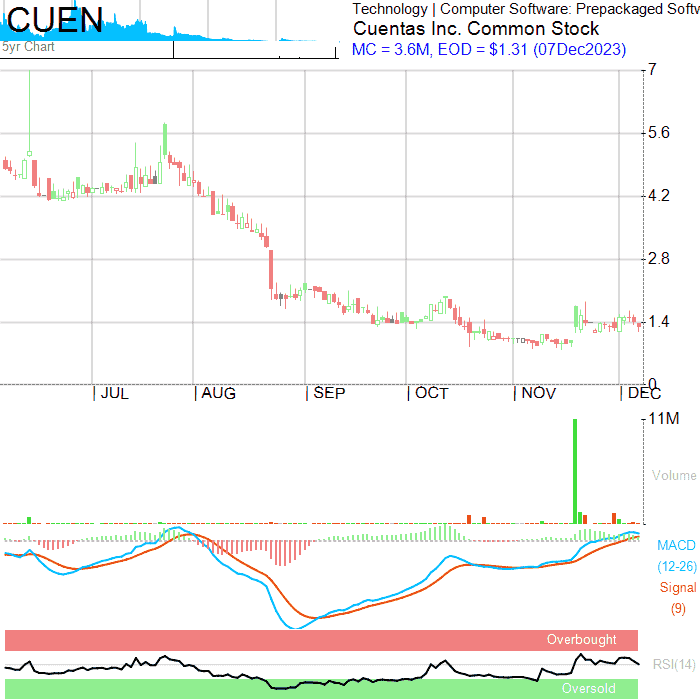 CUEN
5yr Chart
Technology | Computer Software: Prepackaged Softw
Cuentas Inc. Common Stock
MC = 3.6M, EOD = $1.31 (07Dec2023)
7
5.6
4.2
2.8
1.4
0
JUL AUG SEP OCT NOV DEC
11M
Volume
MACD
(12-26)
Signal
(9)
Overbought
RSI(14)
Oversold